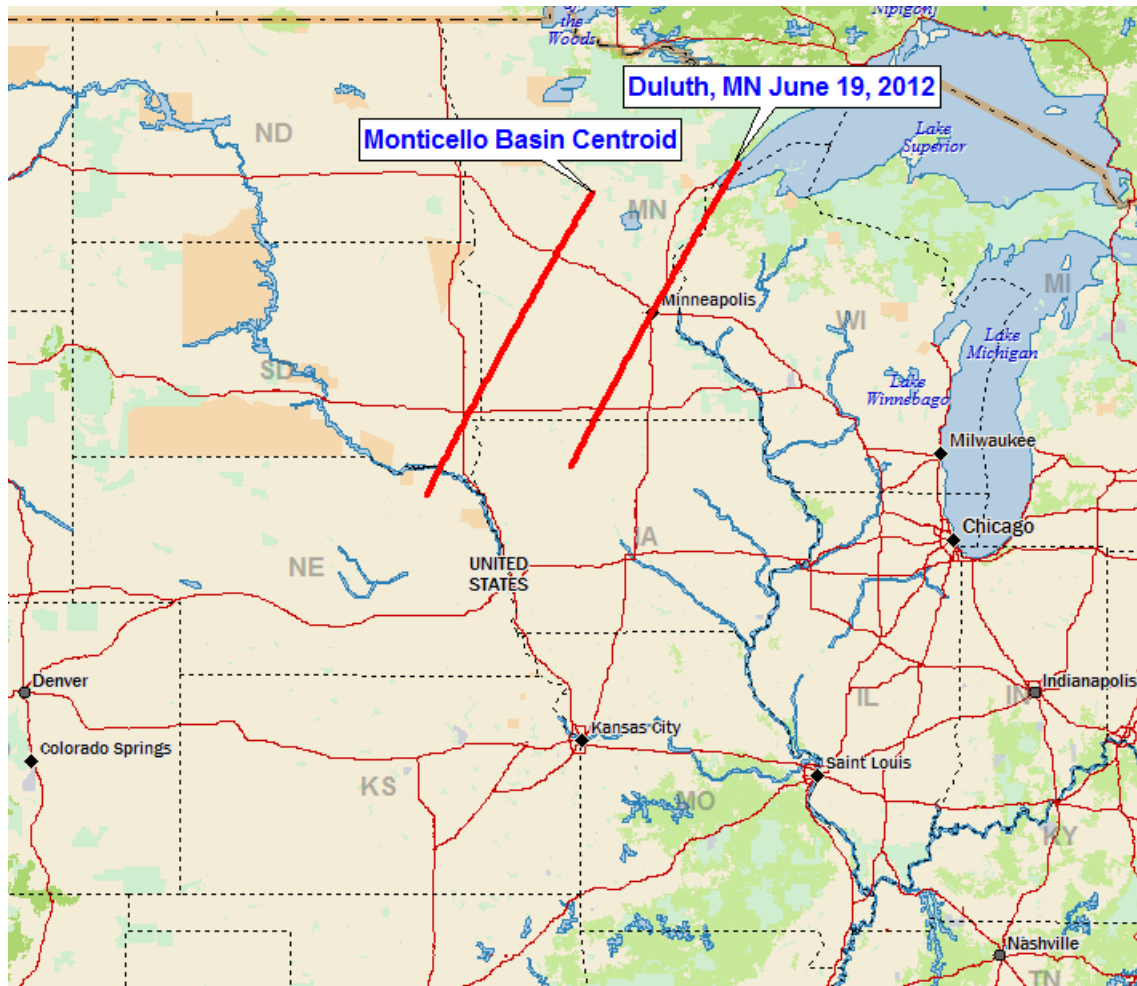 Nipigon
of
the
Woods
Duluth, MN June 19, 2012
Lake
Superior
ND
Monticello Basin Centroid
MN
MI
Minneapolis
WI
Lake
Michigan
SD
Lake
Winnebago
Milwaukee
Chicago
IA
NE
UNITED
STATES
Denver
Indianapolis
IL
IN
Kansas City
Colorado Springs
Saint Louis
KS
MO
KY
Nashville
TN